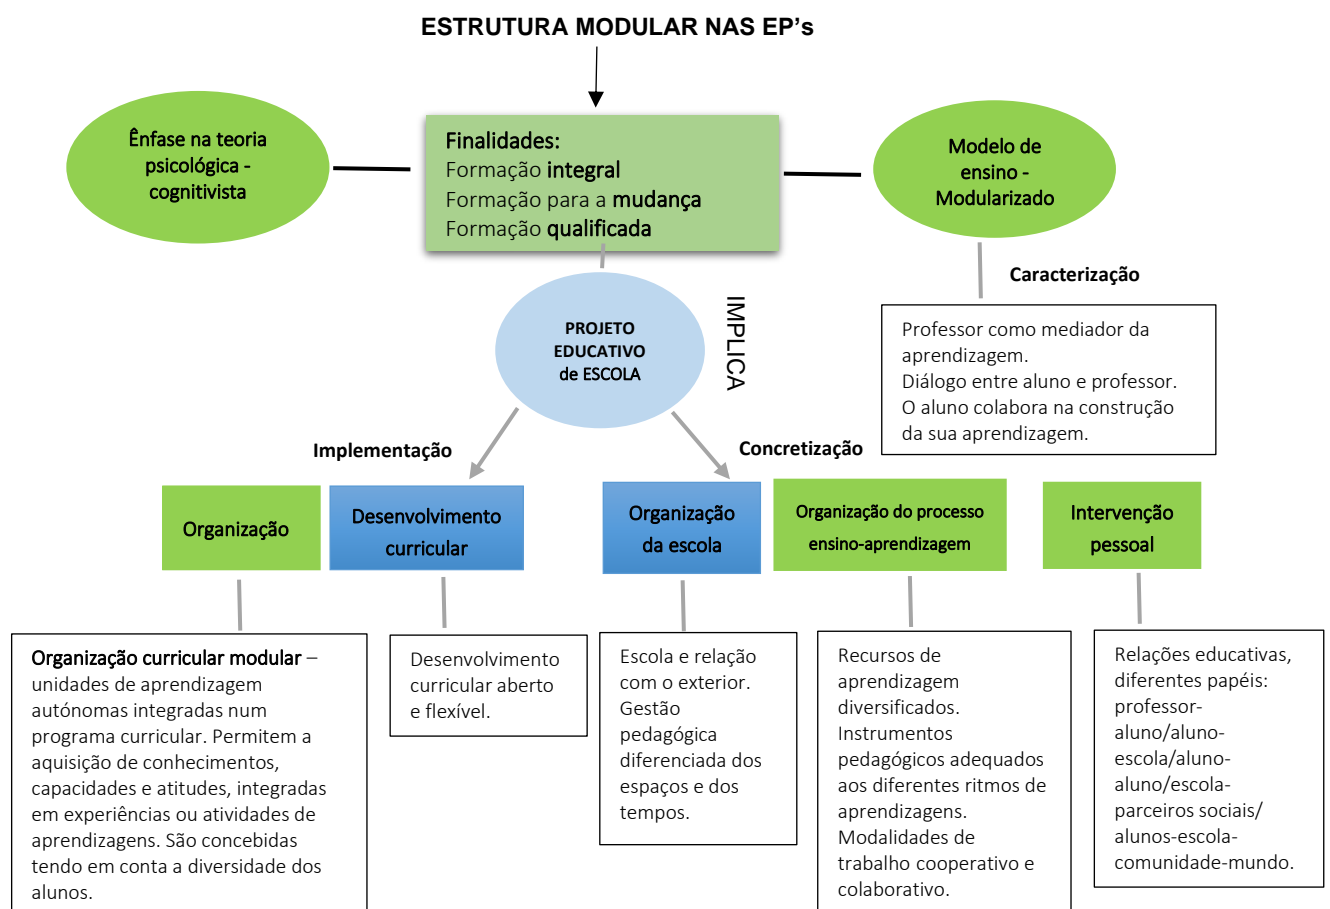 ESTRUTURA MODULAR NAS EP's
Ênfase na teoria
psicológica -
cognitivista
Finalidades:
Formação integral
Formação para a mudança
Formação qualificada
Modelo de
ensino -
Modularizado
Caracterização
Professor como mediador da
aprendizagem.
Diálogo entre aluno e professor.
O aluno colabora na construção
da sua aprendizagem.
PROJETO
EDUCATIVO
de ESCOLA
IMPLICA
Implementação
Concretização
Organização
Desenvolvimento
curricular
Organização
da escola
Organização do processo
ensino-aprendizagem
Intervenção
pessoal
Organização curricular modular –
unidades de aprendizagem
autónomas integradas num
programa curricular. Permitem a
aquisição de conhecimentos,
capacidades e atitudes, integradas
em experiências ou atividades de
aprendizagens. São concebidas
tendo em conta a diversidade dos
alunos.
Desenvolvimento
curricular aberto
e flexível.
Escola e relação
com o exterior.
Gestão
pedagógica
diferenciada dos
espaços e dos
tempos.
Recursos de
aprendizagem
diversificados.
Instrumentos
pedagógicos adequados
aos diferentes ritmos de
aprendizagens.
Modalidades de
trabalho cooperativo e
colaborativo.
Relações educativas,
diferentes papéis:
professor-
aluno/aluno-
escola/aluno-
aluno/escola-
parceiros sociais/
alunos-escola-
comunidade-mundo.